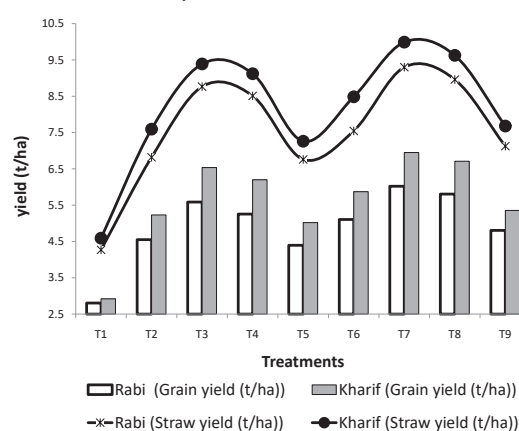 10.5
9.5
8.5
7.5
6.5
5.5
4.5
3.5
2.5
yield (t/ha)
T1 T2 T3 T4 T5 T6 T7 T8 T9
Treatments
Rabi (Grain yield (t/ha)) Kharif (Grain yield (t/ha))
Rabi (Straw yield (t/ha)) Kharif (Straw yield (t/ha))